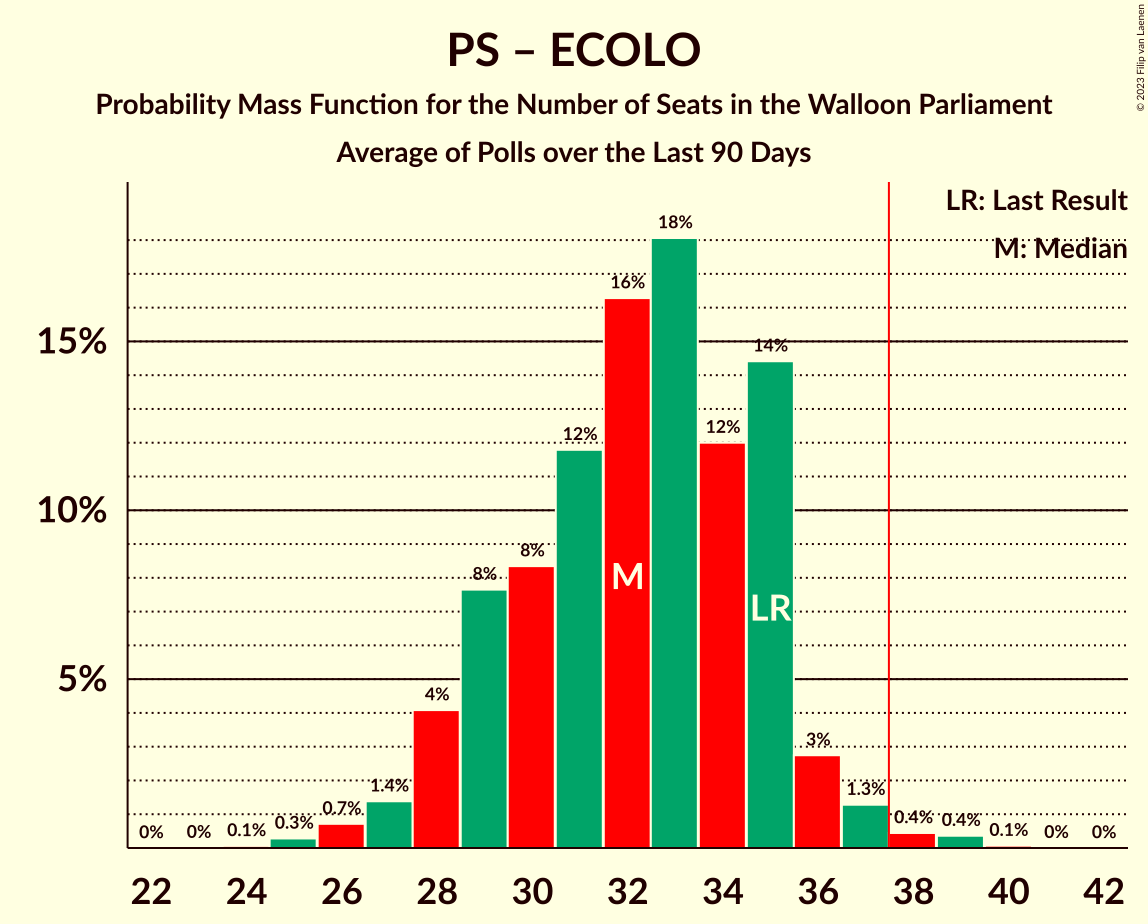 PS – ECOLO
Probability Mass Function for the Number of Seats in the Walloon Parliament
Average of Polls over the Last 90 Days
© 2023 Filip van Laenen
LR: Last Result
M: Median
15%
10%
5%
0%
0%
0.1%
0.3%
0.7%
1.4%
4%
8%
8%
12%
16%
18%
12%
14%
3%
1.3%
0.4%
0.4%
0.1%
0%
0%
M
LR
22 24 26 28 30 32 34 36 38 40 42